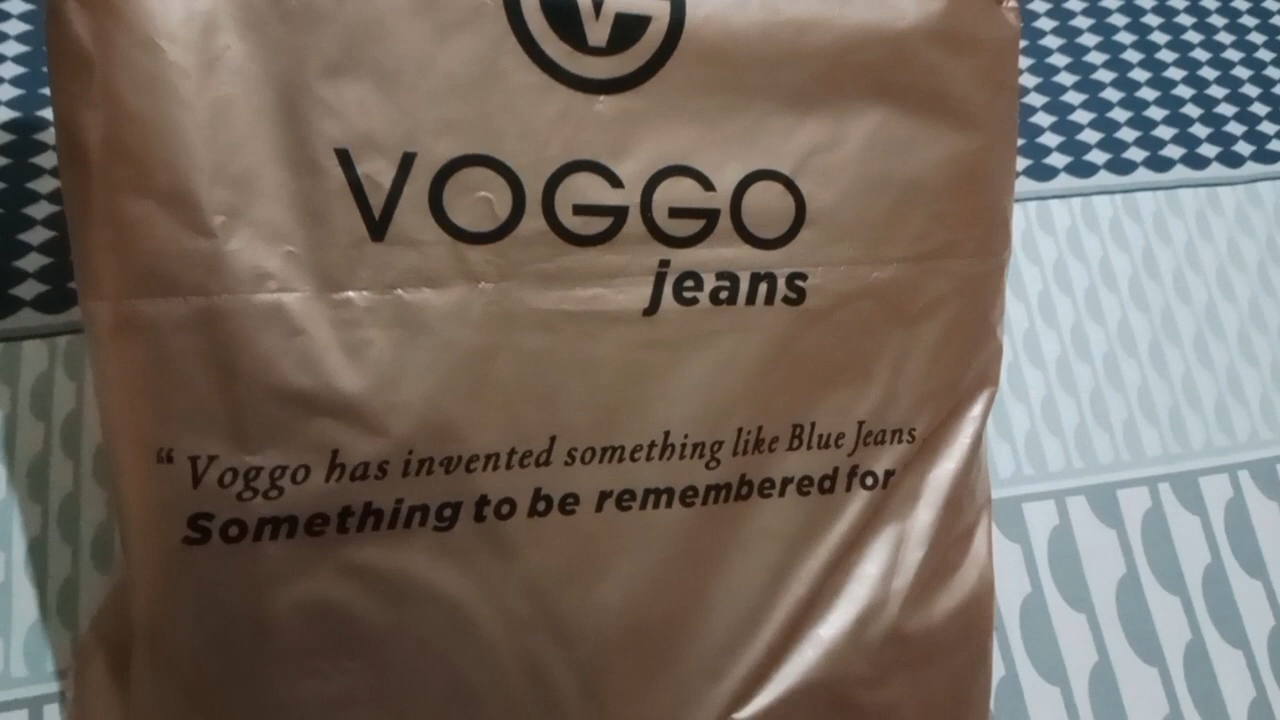 V
VOGGO
jeans
“ Voggo has invented something like Blue Jeans
Something to be remembered for